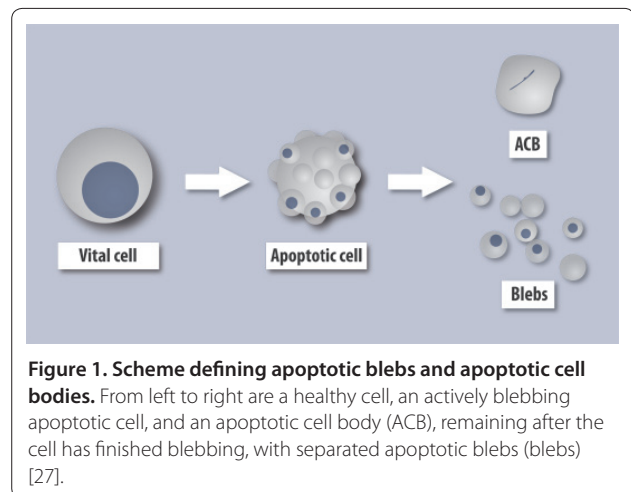 ACB
Vital cell
Apoptotic cell
Blebs
Figure 1. Scheme defining apoptotic blebs and apoptotic cell
bodies. From left to right are a healthy cell, an actively blebbing
apoptotic cell, and an apoptotic cell body (ACB), remaining after the
cell has finished blebbing, with separated apoptotic blebs (blebs)
[27].